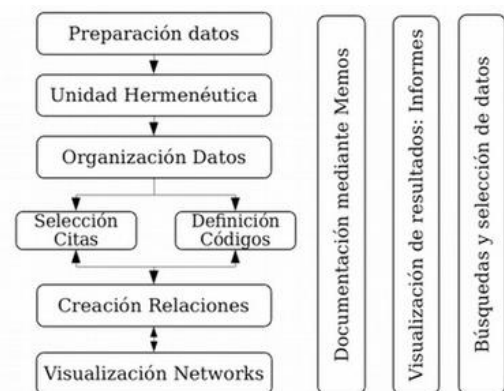 Preparación datos
Unidad Hermenéutica
Organización Datos
Selección
Citas
Definición
Códigos
Creación Relaciones
Visualización Networks
Documentación mediante Memos
Visualización de resultados: Informes
Búsquedas y selección de datos